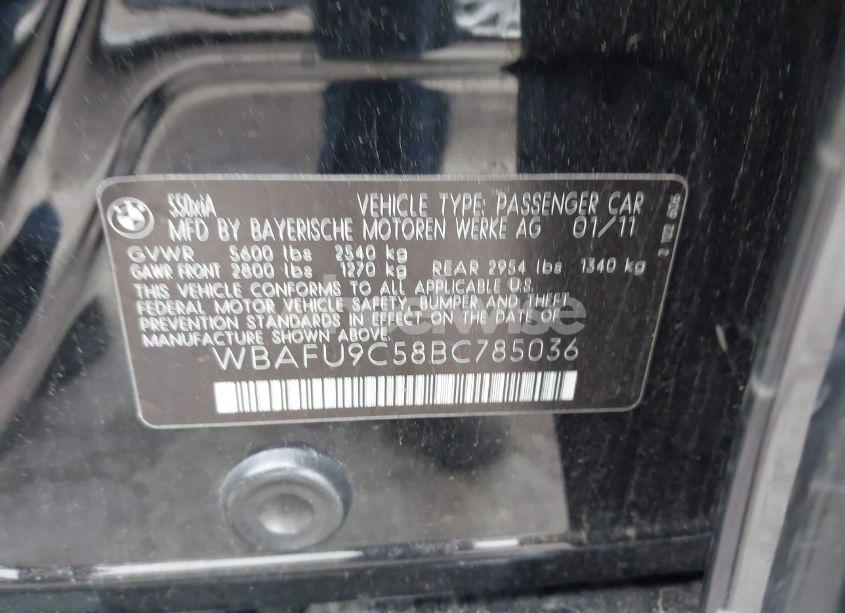 550xiA VEHICLE TYPE: PASSENGER CAR
MFD BY BAYERISCHE MOTOREN WERKE AG 01/11
GVWR 5600 lbs 2540 kg
GAWR FRONT 2800 lbs 1270 kg REAR 2954 lbs 1340 kg
THIS VEHICLE CONFORMS TO ALL APPLICABLE U.S.
FEDERAL MOTOR VEHICLE SAFETY, BUMPER AND THEFT
PREVENTION STANDARDS IN EFFECT ON THE DATE OF
MANUFACTURE SHOWN ABOVE.
WBAFU9C58BC785036
BMW